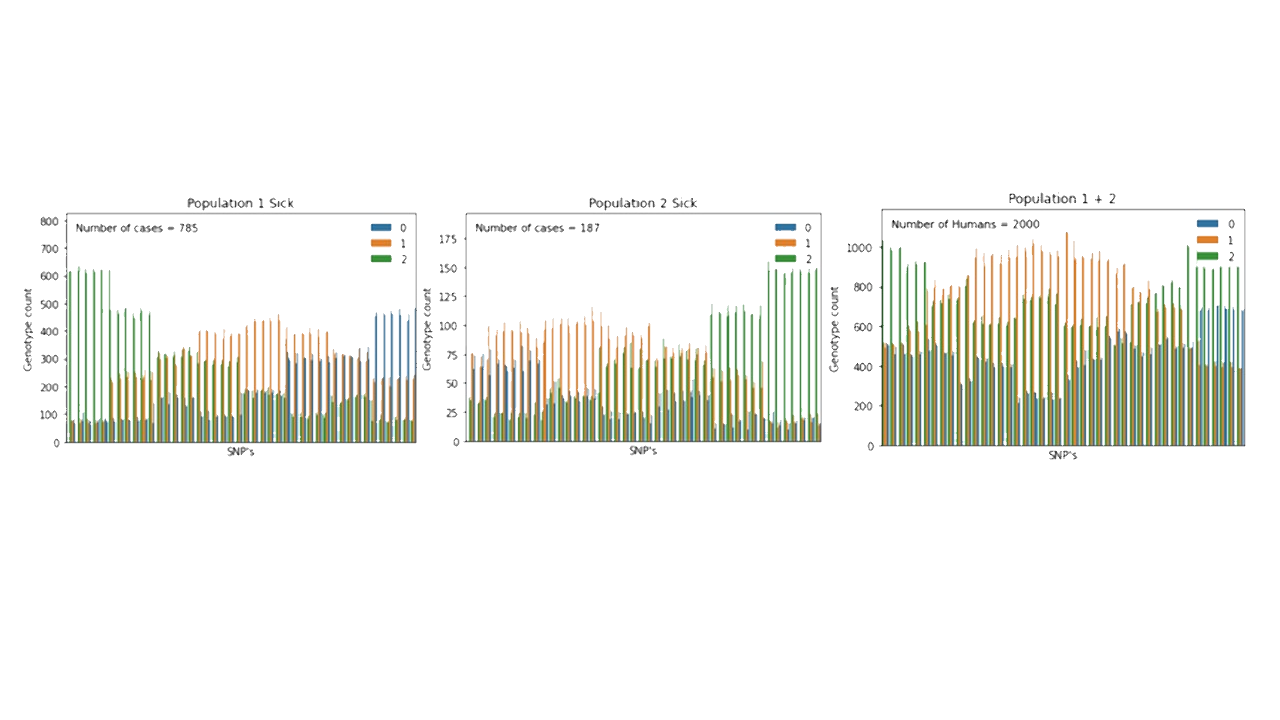 Population 1 Sick
Number of cases = 785
0
1
2
800
700
600
500
400
300
200
100
0
Genotype count
SNP's
Population 2 Sick
Number of cases = 187
0
1
2
175
150
125
100
75
50
25
0
Genotype count
SNP's
Population 1 + 2
Number of Humans = 2000
0
1
2
1000
800
600
400
200
0
Genotype count
SNP's